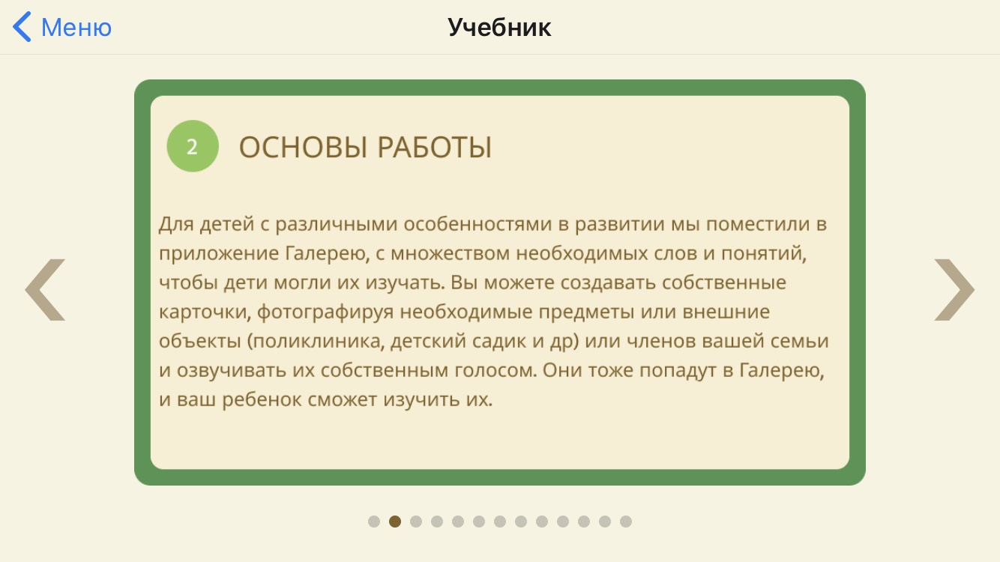 Меню
Учебник
2
ОСНОВЫ РАБОТЫ
Для детей с различными особенностями в развитии мы поместили в
приложение Галерею, с множеством необходимых слов и понятий,
чтобы дети могли их изучать. Вы можете создавать собственные
карточки, фотографируя необходимые предметы или внешние
объекты (поликлиника, детский садик и др) или членов вашей семьи
и озвучивать их собственным голосом. Они тоже попадут в Галерею,
и ваш ребенок сможет изучить их.